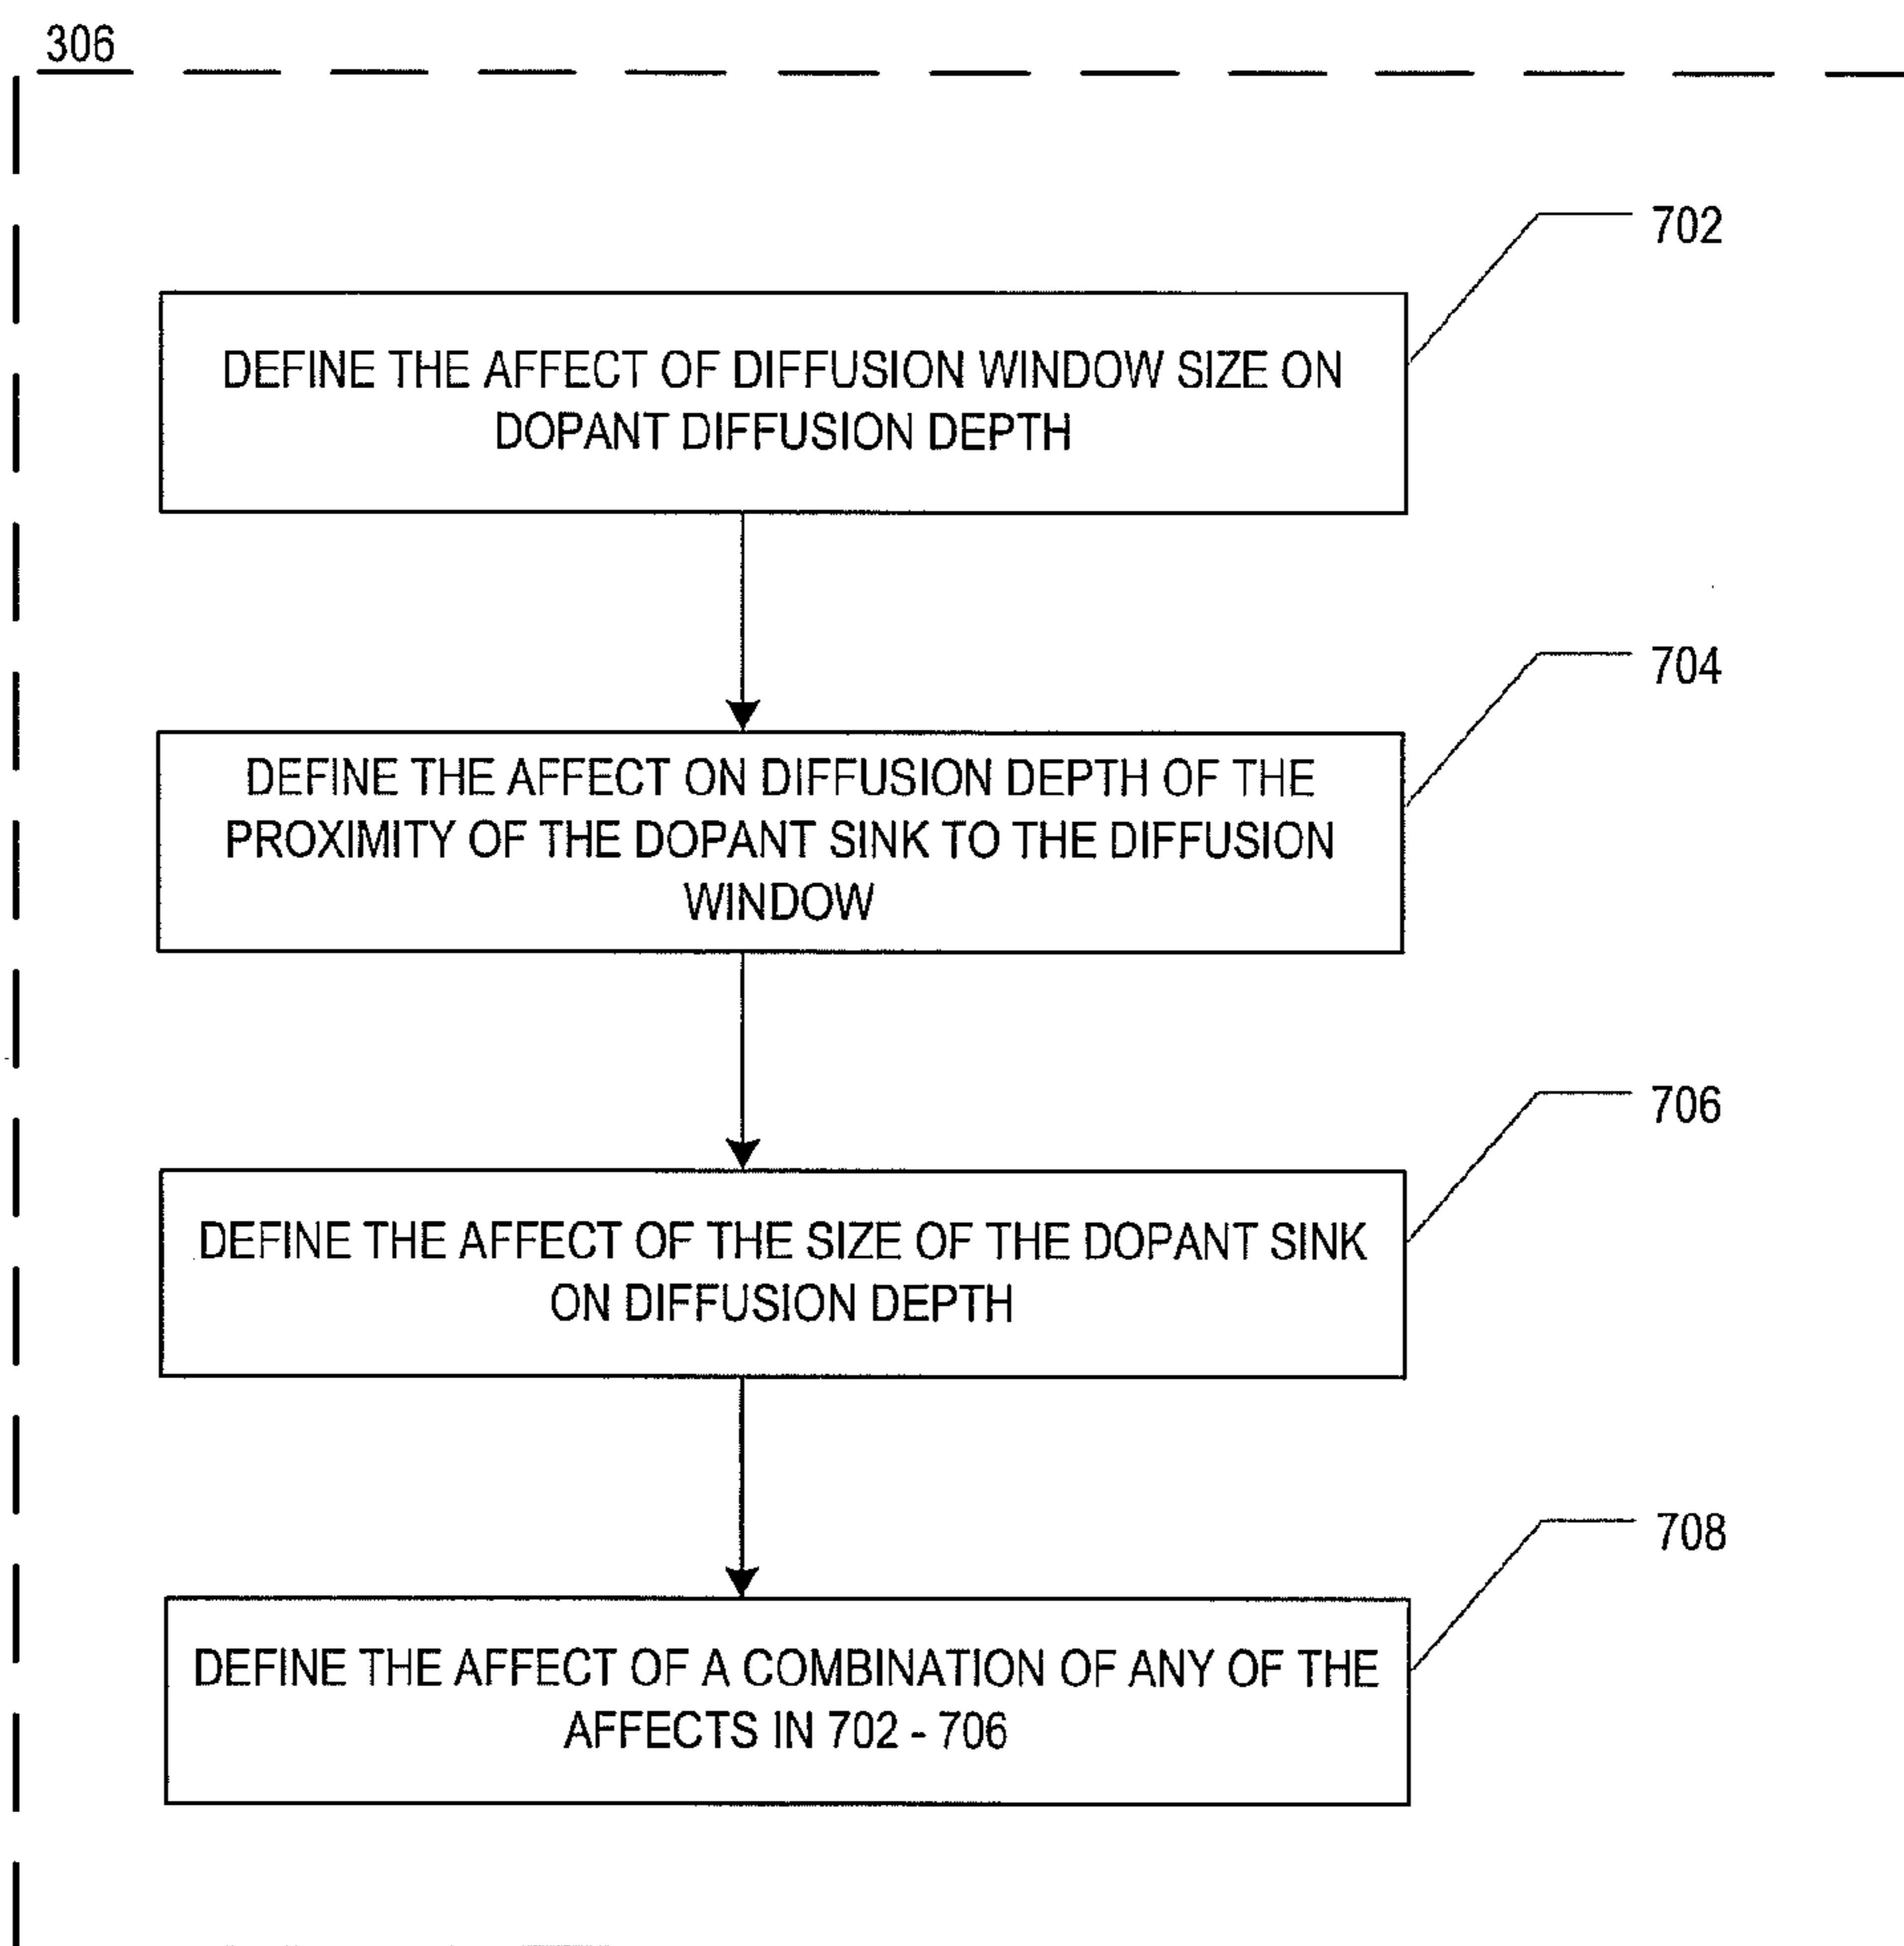 306
702
DEFINE THE AFFECT OF DIFFUSION WINDOW SIZE ON
DOPANT DIFFUSION DEPTH
704
DEFINE THE AFFECT ON DIFFUSION DEPTH OF THE
PROXIMITY OF THE DOPANT SINK TO THE DIFFUSION
WINDOW
706
DEFINE THE AFFECT OF THE SIZE OF THE DOPANT SINK
ON DIFFUSION DEPTH
708
DEFINE THE AFFECT OF A COMBINATION OF ANY OF THE
AFFECTS IN 702 - 706